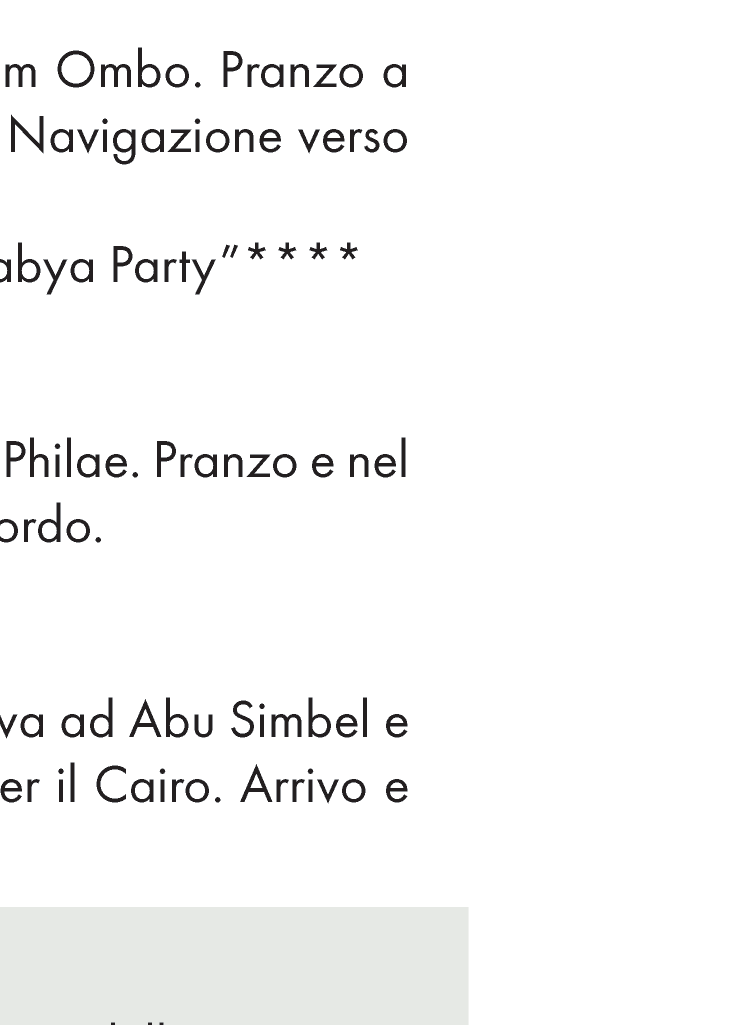 m Ombo. Pranzo a
Navigazione verso
abya Party”****
Philae. Pranzo e nel
ordo.
va ad Abu Simbel e
er il Cairo. Arrivo e